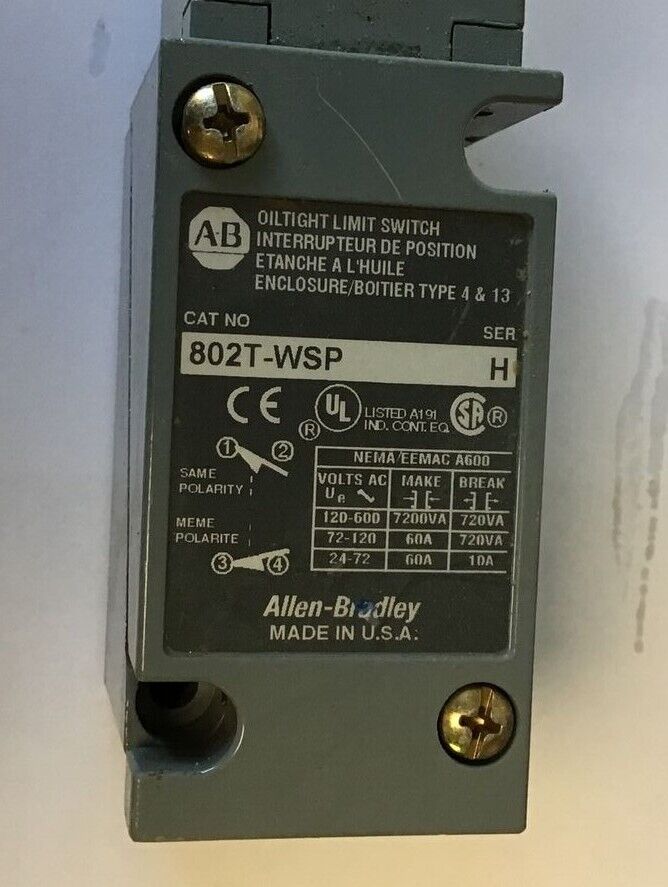 A-B
OILTIGHT LIMIT SWITCH
INTERRUPTEUR DE POSITION
ETANCHE A L'HUILE
ENCLOSURE/BOITIER TYPE 4 & 13
CAT NO SER
802T-WSP H
CE UL ® LISTED A191 IND. CONT. EQ. SA ®
1 2
SAME
POLARITY
MEME
POLARITE
3 4
NEMA/EEMAC A600
VOLTS AC Ue MAKE BREAK
120-600 7200VA 720VA
72-120 60A 720VA
24-72 60A 10A
Allen-Bradley
MADE IN U.S.A.